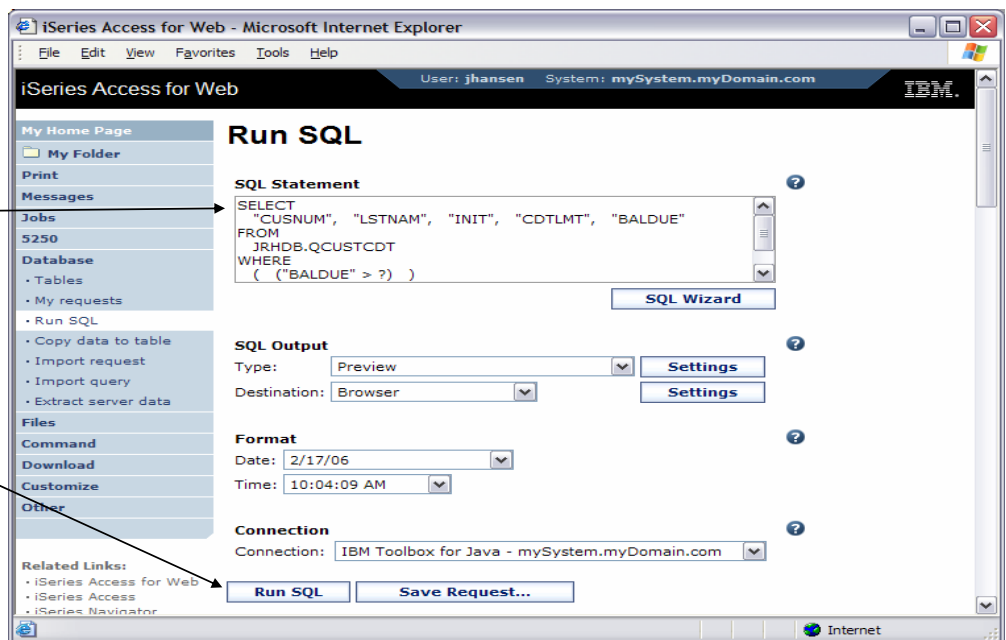 iSeries Access for Web - Microsoft Internet Explorer
File Edit View Favorites Tools Help
iSeries Access for Web
User: jhansen System: mySystem.myDomain.com
IBM.
My Home Page
My Folder
Print
Messages
Jobs
5250
Database
• Tables
• My requests
• Run SQL
• Copy data to table
• Import request
• Import query
• Extract server data
Files
Command
Download
Customize
Other
Related Links:
• iSeries Access for Web
• iSeries Access
• iSeries Navigator
Run SQL
SQL Statement
SELECT
"CUSNUM", "LSTNAM", "INIT", "CDTLMT", "BALDUE"
FROM
JRHDB.QCUSTCDT
WHERE
( ("BALDUE" > ?) )
SQL Wizard
SQL Output
Type: Preview Settings
Destination: Browser Settings
Format
Date: 2/17/06
Time: 10:04:09 AM
Connection
Connection: IBM Toolbox for Java - mySystem.myDomain.com
Run SQL Save Request...
Internet